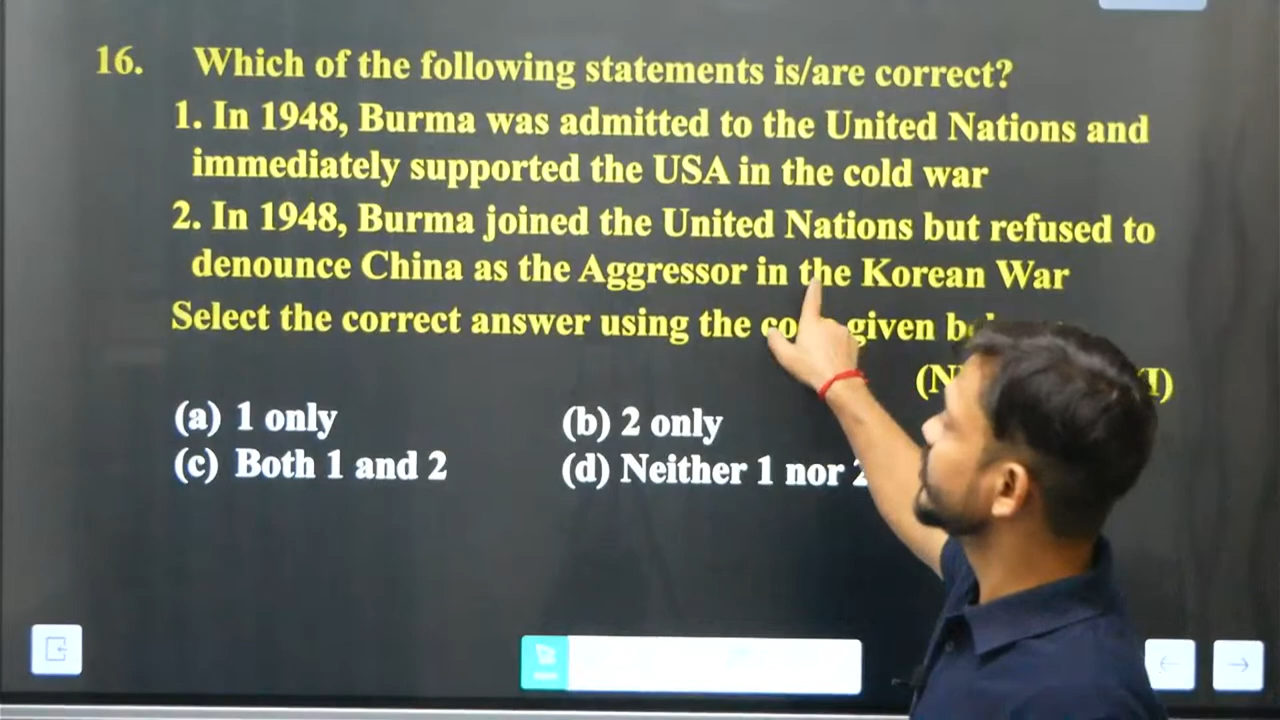 16. Which of the following statements is/are correct?
1. In 1948, Burma was admitted to the United Nations and
immediately supported the USA in the cold war
2. In 1948, Burma joined the United Nations but refused to
denounce China as the Aggressor in the Korean War
Select the correct answer using the given
(a) 1 only (b) 2 only
(c) Both 1 and 2 (d) Neither 1 nor 2